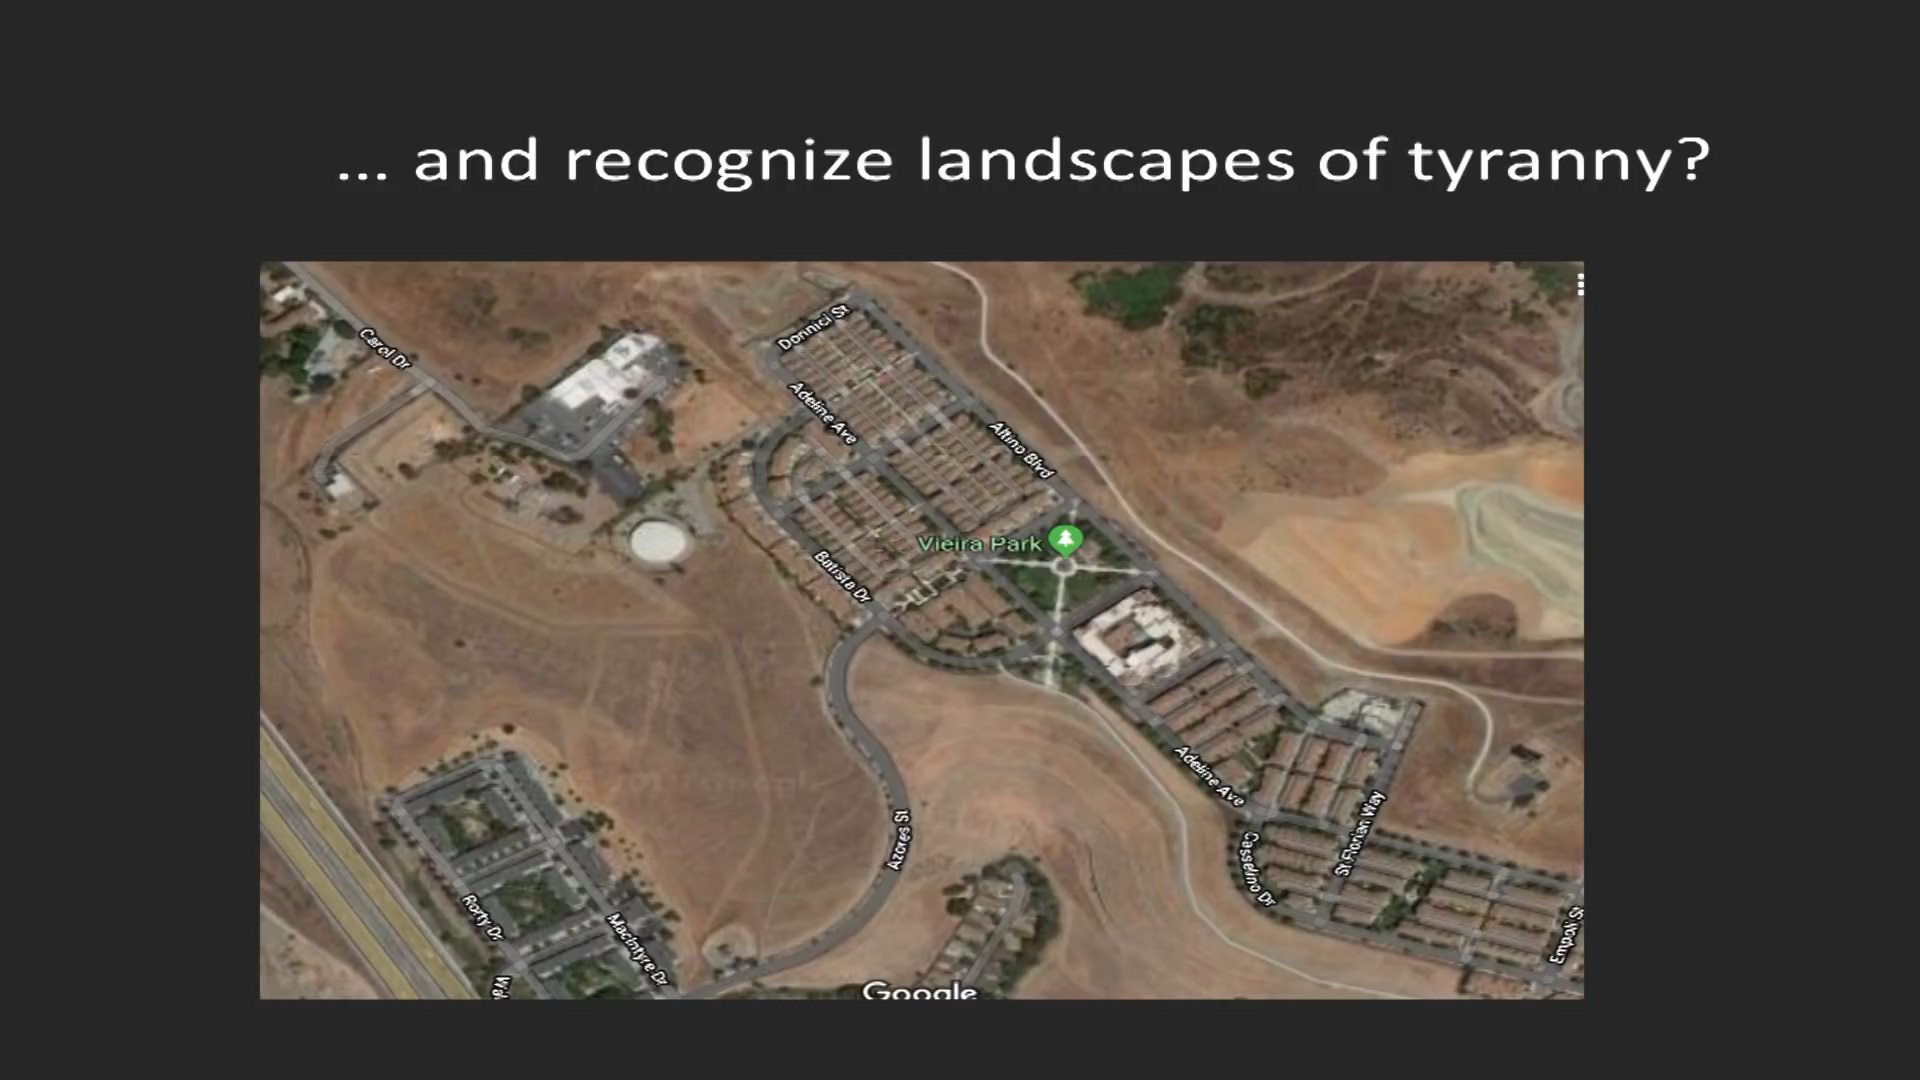 ... and recognize landscapes of tyranny?
Donnici St
Carol Dr
Adeline Ave
Altino Blvd
Vieira Park
Batista Dr
Adeline Ave
St Florian Way
Azores St
Cassellino Dr
Rorty Dr
MacIntyre Dr
Empoli St
Google